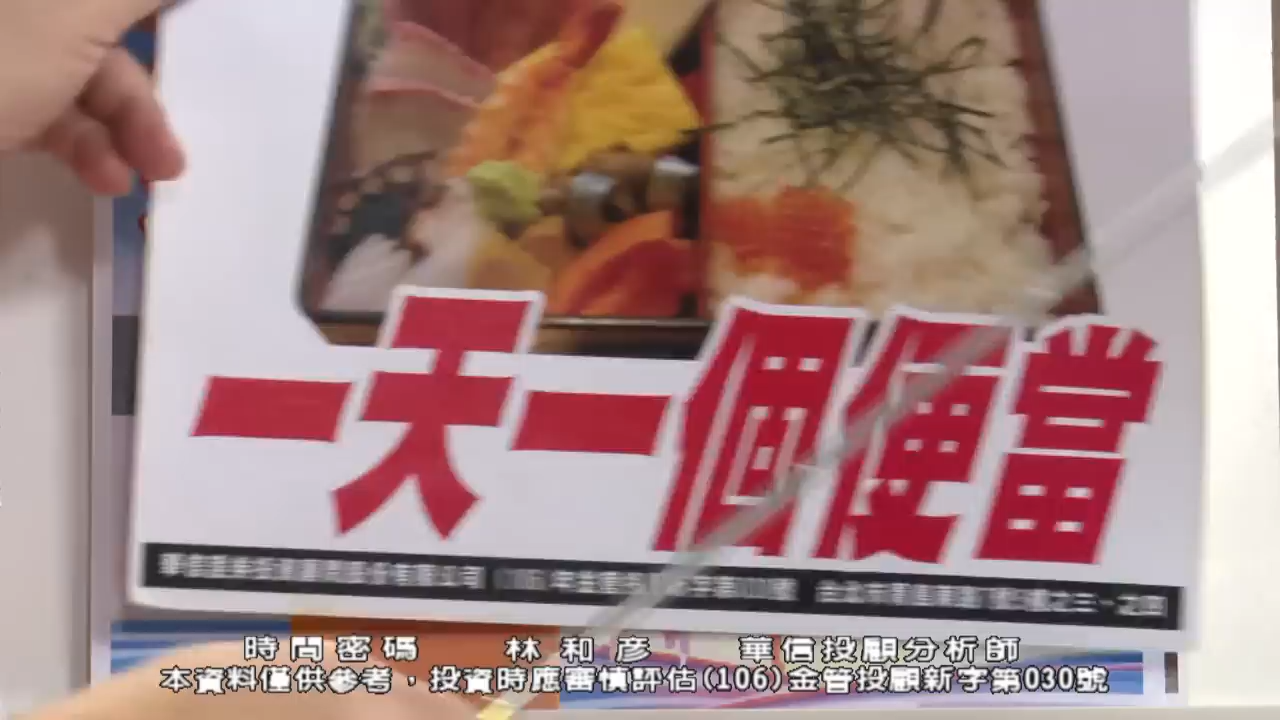 一天一個便當
時間密碼 林和彥 華信投顧分析師
本資料僅供參考，投資時應審慎評估(106)金管投顧新字第030號